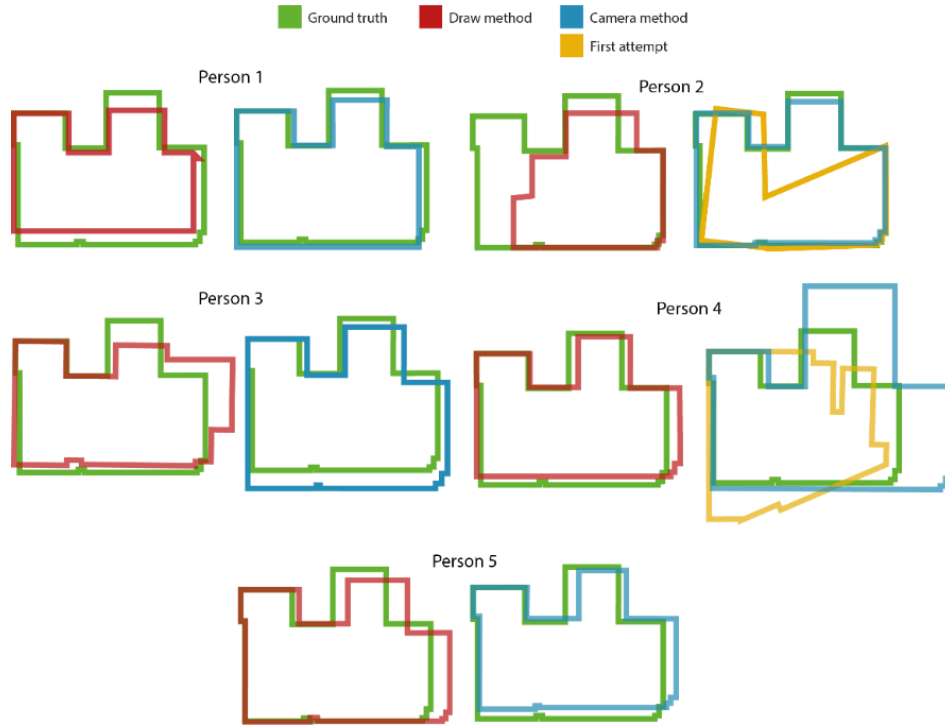 Ground truth
Draw method
Camera method
First attempt
Person 1
Person 2
Person 3
Person 4
Person 5